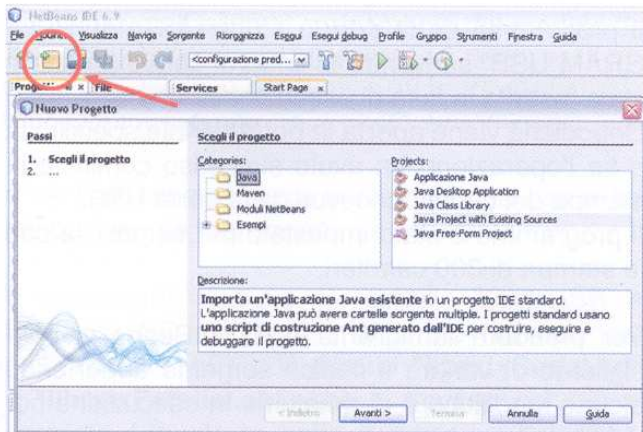 NetBeans IDE 6.9
File Visualizza Naviga Sorgente Riorganizza Esegui Esegui debug Profile Gruppo Strumenti Finestra Guida
<configurazione pred...
File Services Start Page
Nuovo Progetto
Passi
1. Scegli il progetto
2. ...
Scegli il progetto
Categories:
Java
Maven
Moduli NetBeans
Esempi
Projects:
Applicazione Java
Java Desktop Application
Java Class Library
Java Project with Existing Sources
Java Free-Form Project
Descrizione:
Importa un'applicazione Java esistente in un progetto IDE standard.
L'applicazione Java può avere cartelle sorgente multiple. I progetti standard usano
uno script di costruzione Ant generato dall'IDE per costruire, eseguire e
debuggare il progetto.
< Indietro Avanti > Termina Annulla Guida